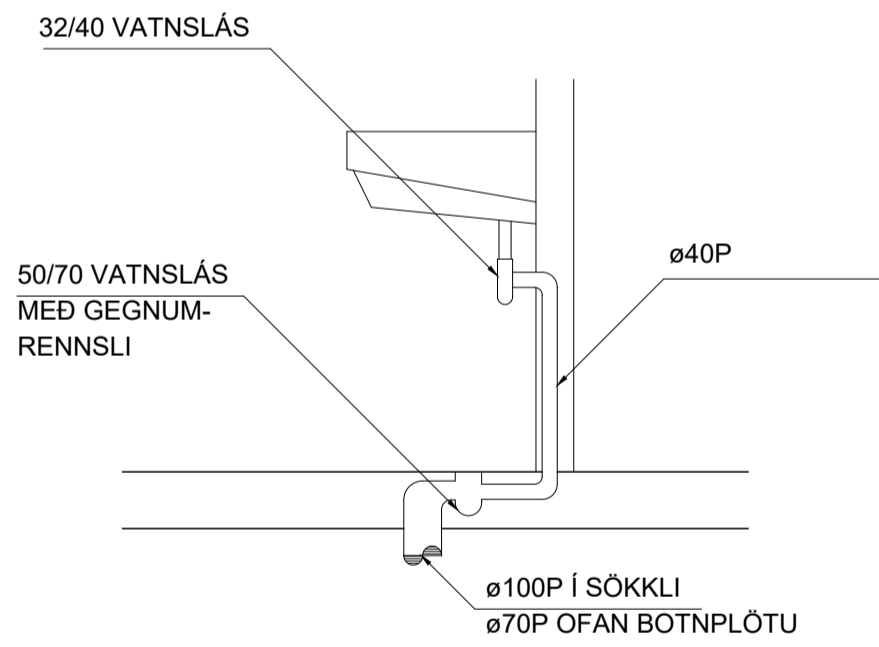 32/40 VATNSLÁS
ø40P
50/70 VATNSLÁS
MEÐ GEGNUM-
RENNSLI
ø100P Í SÖKKLI
ø70P OFAN BOTNPLÖTU